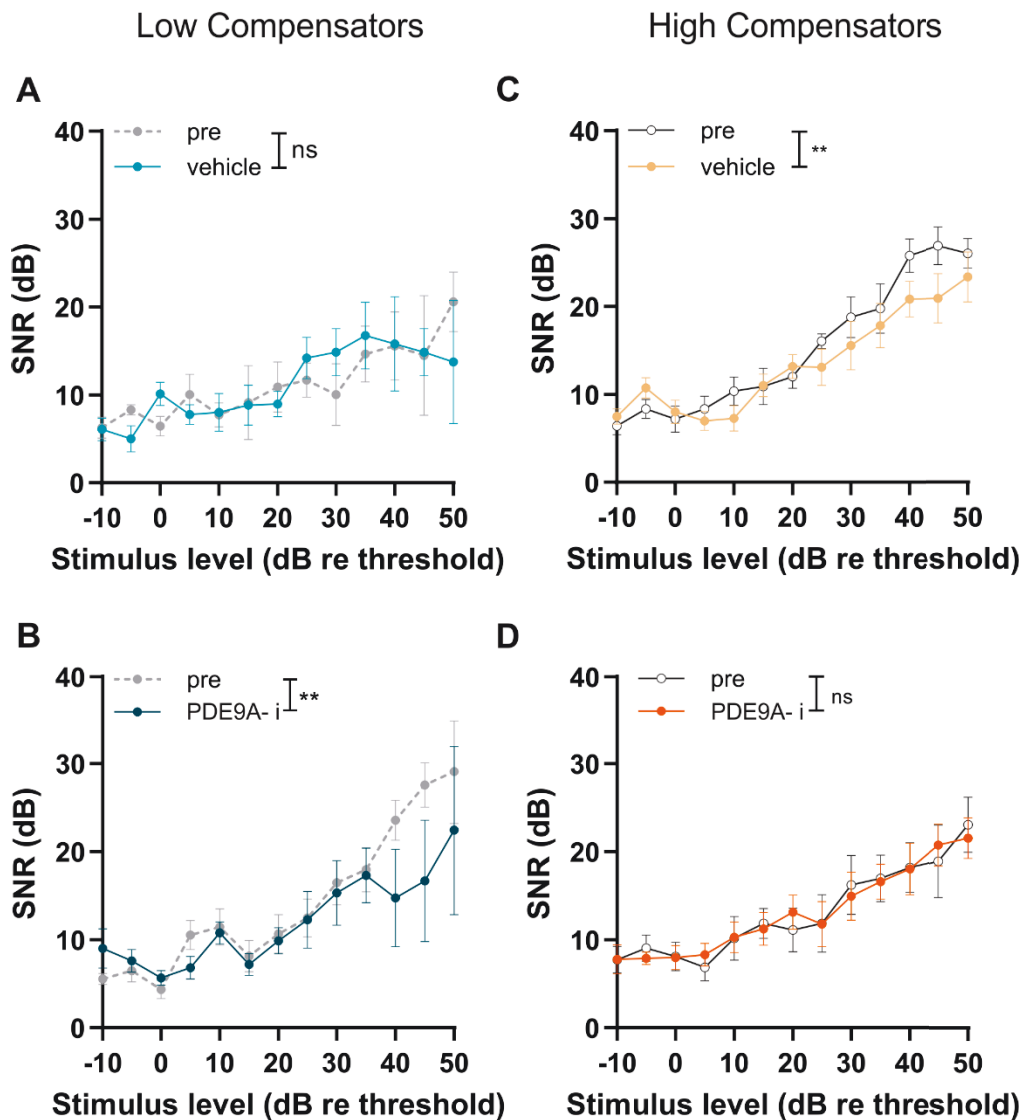 Low Compensators
High Compensators
A
pre
vehicle
ns
40
30
20
10
0
SNR (dB)
-10 0 10 20 30 40 50
Stimulus level (dB re threshold)
C
pre
vehicle
**
40
30
20
10
0
SNR (dB)
-10 0 10 20 30 40 50
Stimulus level (dB re threshold)
B
pre
PDE9A- i
**
40
30
20
10
0
SNR (dB)
-10 0 10 20 30 40 50
Stimulus level (dB re threshold)
D
pre
PDE9A- i
ns
40
30
20
10
0
SNR (dB)
-10 0 10 20 30 40 50
Stimulus level (dB re threshold)